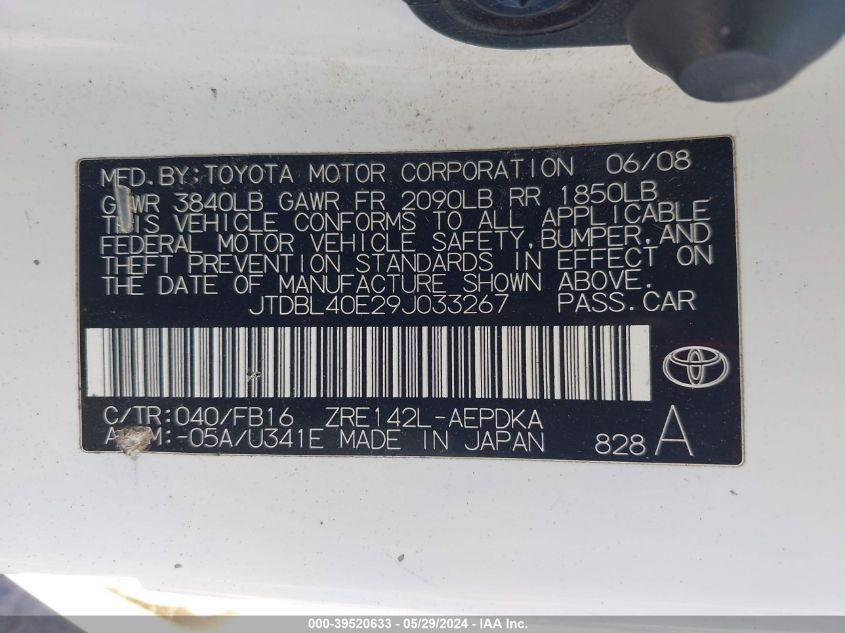 MFD.BY:TOYOTA MOTOR CORPORATION 06/08
3840LB GAWR FR 2090LB RR 1850LB
THIS VEHICLE CONFORMS TO ALL APPLICABLE
FEDERAL MOTOR VEHICLE SAFETY,BUMPER,AND
THEFT PREVENTION STANDARDS IN EFFECT ON
THE DATE OF MANUFACTURE SHOWN ABOVE.
JTDBL40E29J033267 PASS.CAR
C/TR:040/FB16 ZRE142L-AEPDKA
-05A/U341E MADE IN JAPAN 828 A
000-39520633 - 05/29/2024 - IAA Inc.